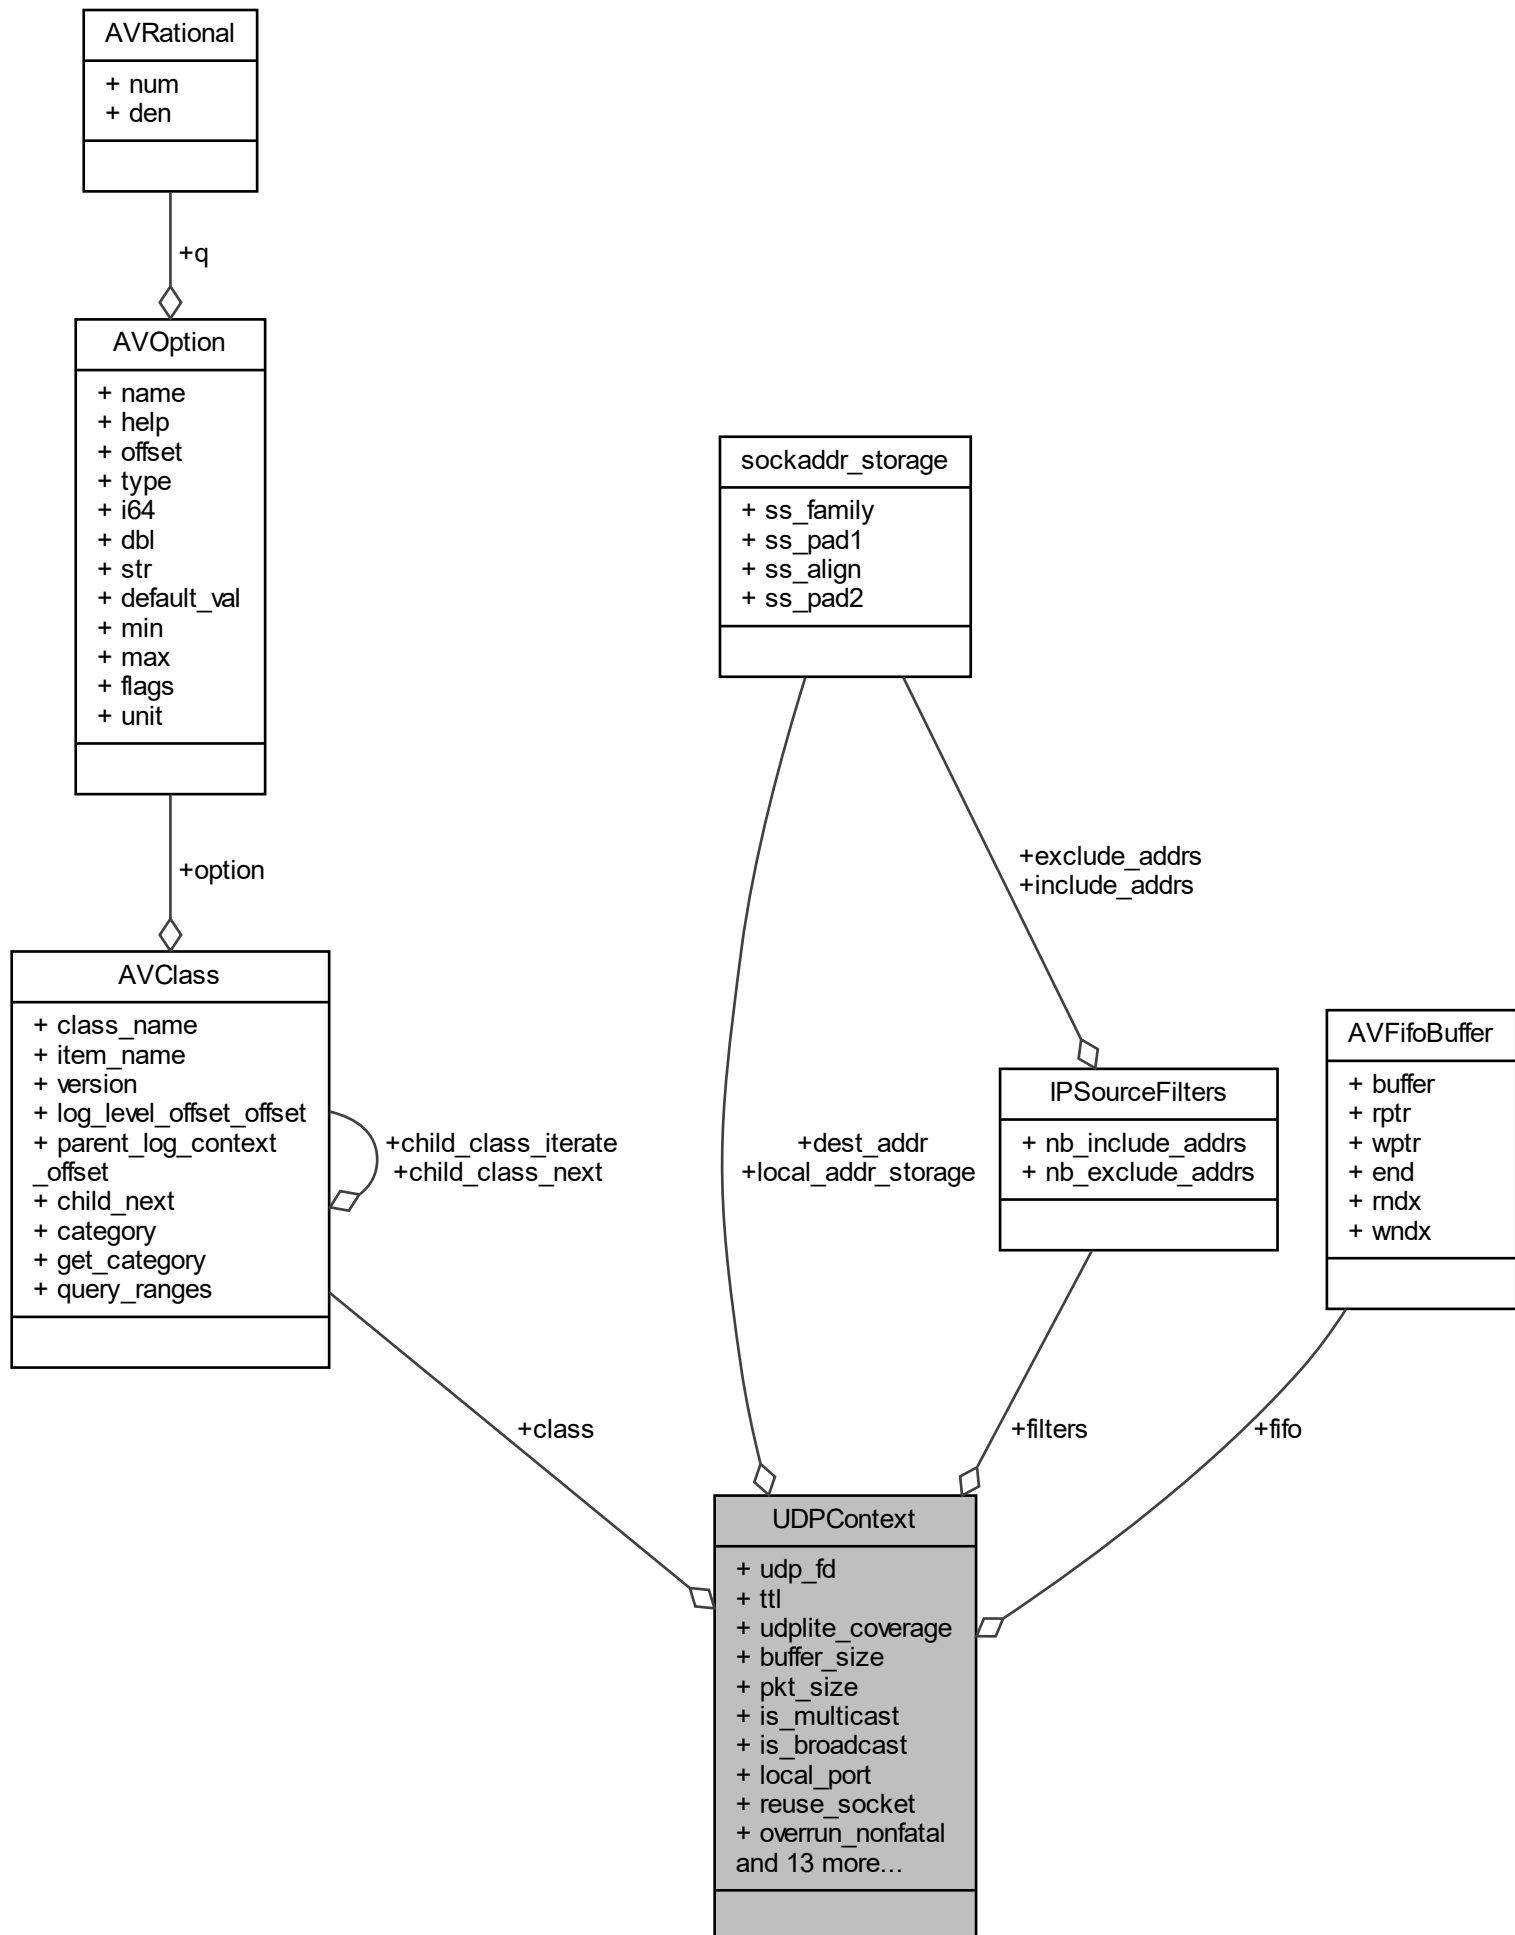 AVRational
+ num
+ den
+q
AVOption
+ name
+ help
+ offset
+ type
+ i64
+ dbl
+ str
+ default_val
+ min
+ max
+ flags
+ unit
+option
sockaddr_storage
+ ss_family
+ ss_pad1
+ ss_align
+ ss_pad2
+exclude_addrs
+include_addrs
AVClass
+ class_name
+ item_name
+ version
+ log_level_offset_offset
+ parent_log_context
_offset
+ child_next
+ category
+ get_category
+ query_ranges
+child_class_iterate
+child_class_next
+dest_addr
+local_addr_storage
IPSourceFilters
+ nb_include_addrs
+ nb_exclude_addrs
AVFifoBuffer
+ buffer
+ rptr
+ wptr
+ end
+ rndx
+ wndx
+class
+filters
+fifo
UDPContext
+ udp_fd
+ ttl
+ udplite_coverage
+ buffer_size
+ pkt_size
+ is_multicast
+ is_broadcast
+ local_port
+ reuse_socket
+ overrun_nonfatal
and 13 more...